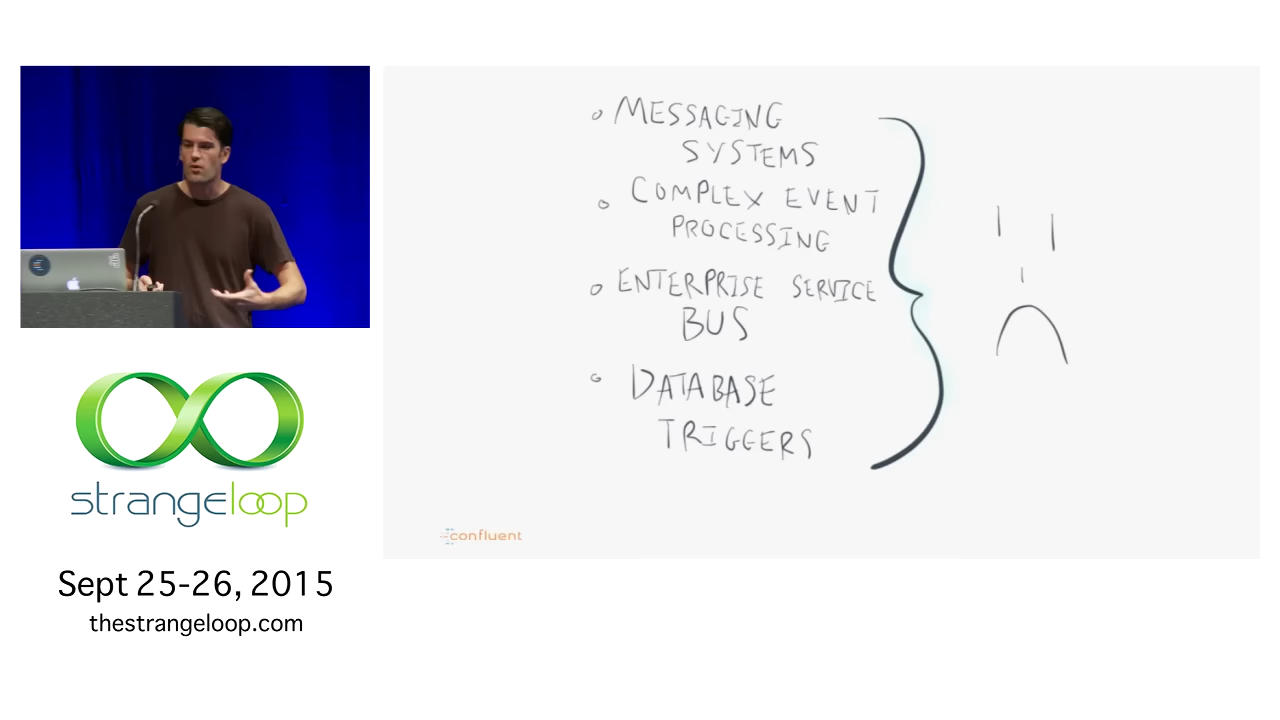 MESSAGING
SYSTEMS
COMPLEX EVENT
PROCESSING
ENTERPRISE SERVICE
BUS
DATABASE
TRIGGERS
confluent
strangeloop
Sept 25-26, 2015
thestrangeloop.com